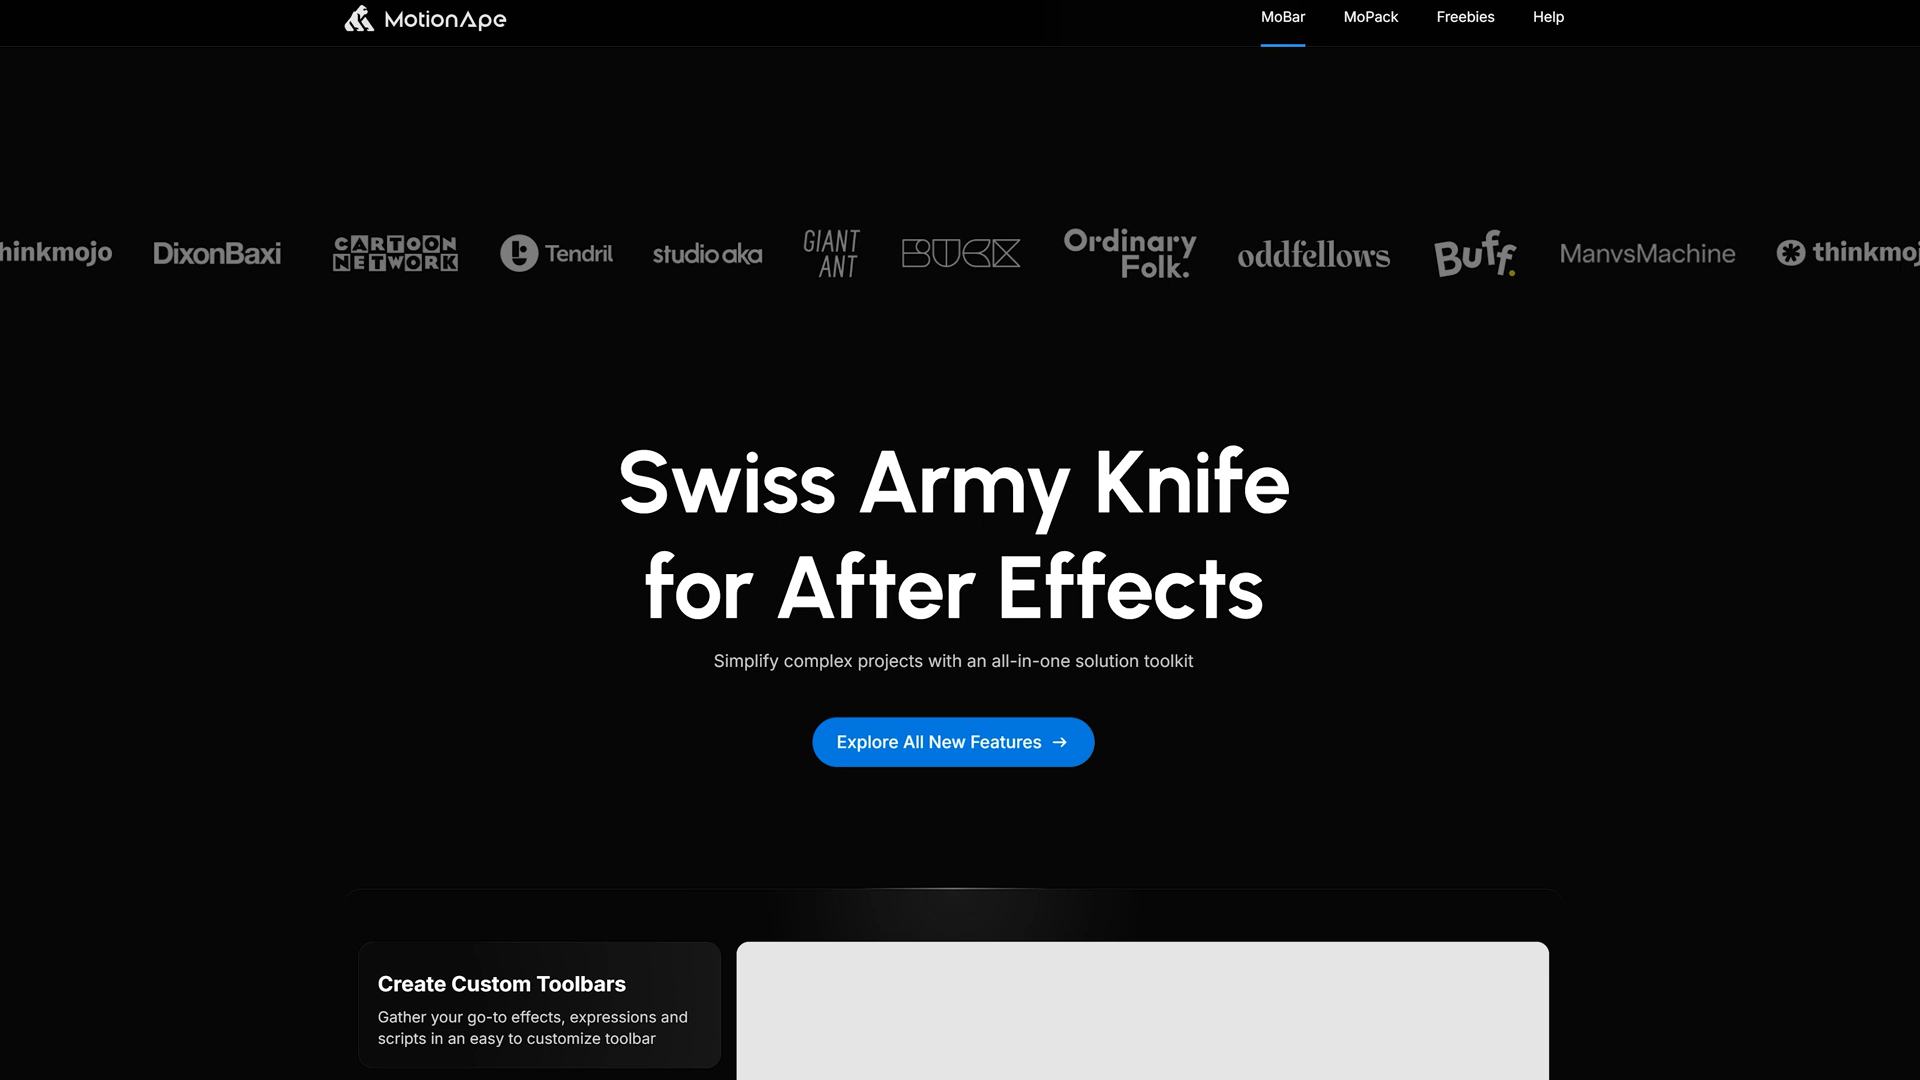 MotionApe
MoBar
MoPack
Freebies
Help
hinkmojo
DixonBaxi
CARTOON
NETWORK
Tendril
studio aka
GIANT
ANT
BUCK
Ordinary
Folk.
oddfellows
Buff.
ManvsMachine
thinkmoj
Swiss Army Knife
for After Effects
Simplify complex projects with an all-in-one solution toolkit
Explore All New Features →
Create Custom Toolbars
Gather your go-to effects, expressions and
scripts in an easy to customize toolbar